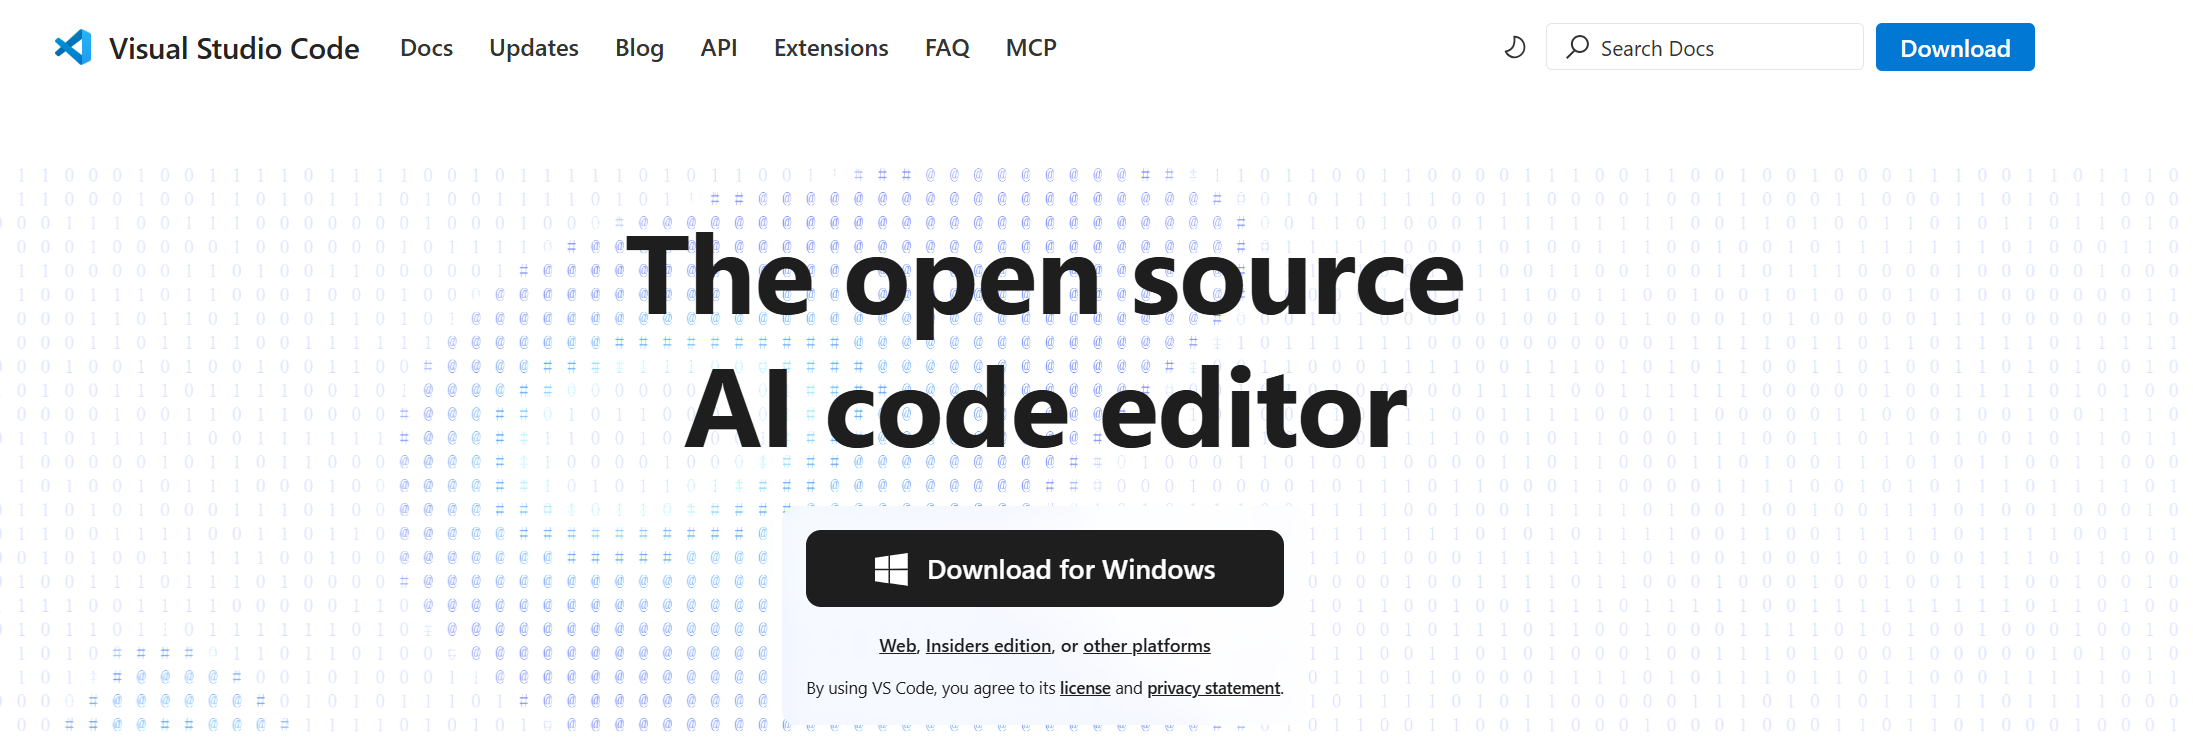 Visual Studio Code Docs Updates Blog API Extensions FAQ MCP Search Docs Download
The open source
AI code editor
Download for Windows
Web, Insiders edition, or other platforms
By using VS Code, you agree to its license and privacy statement.